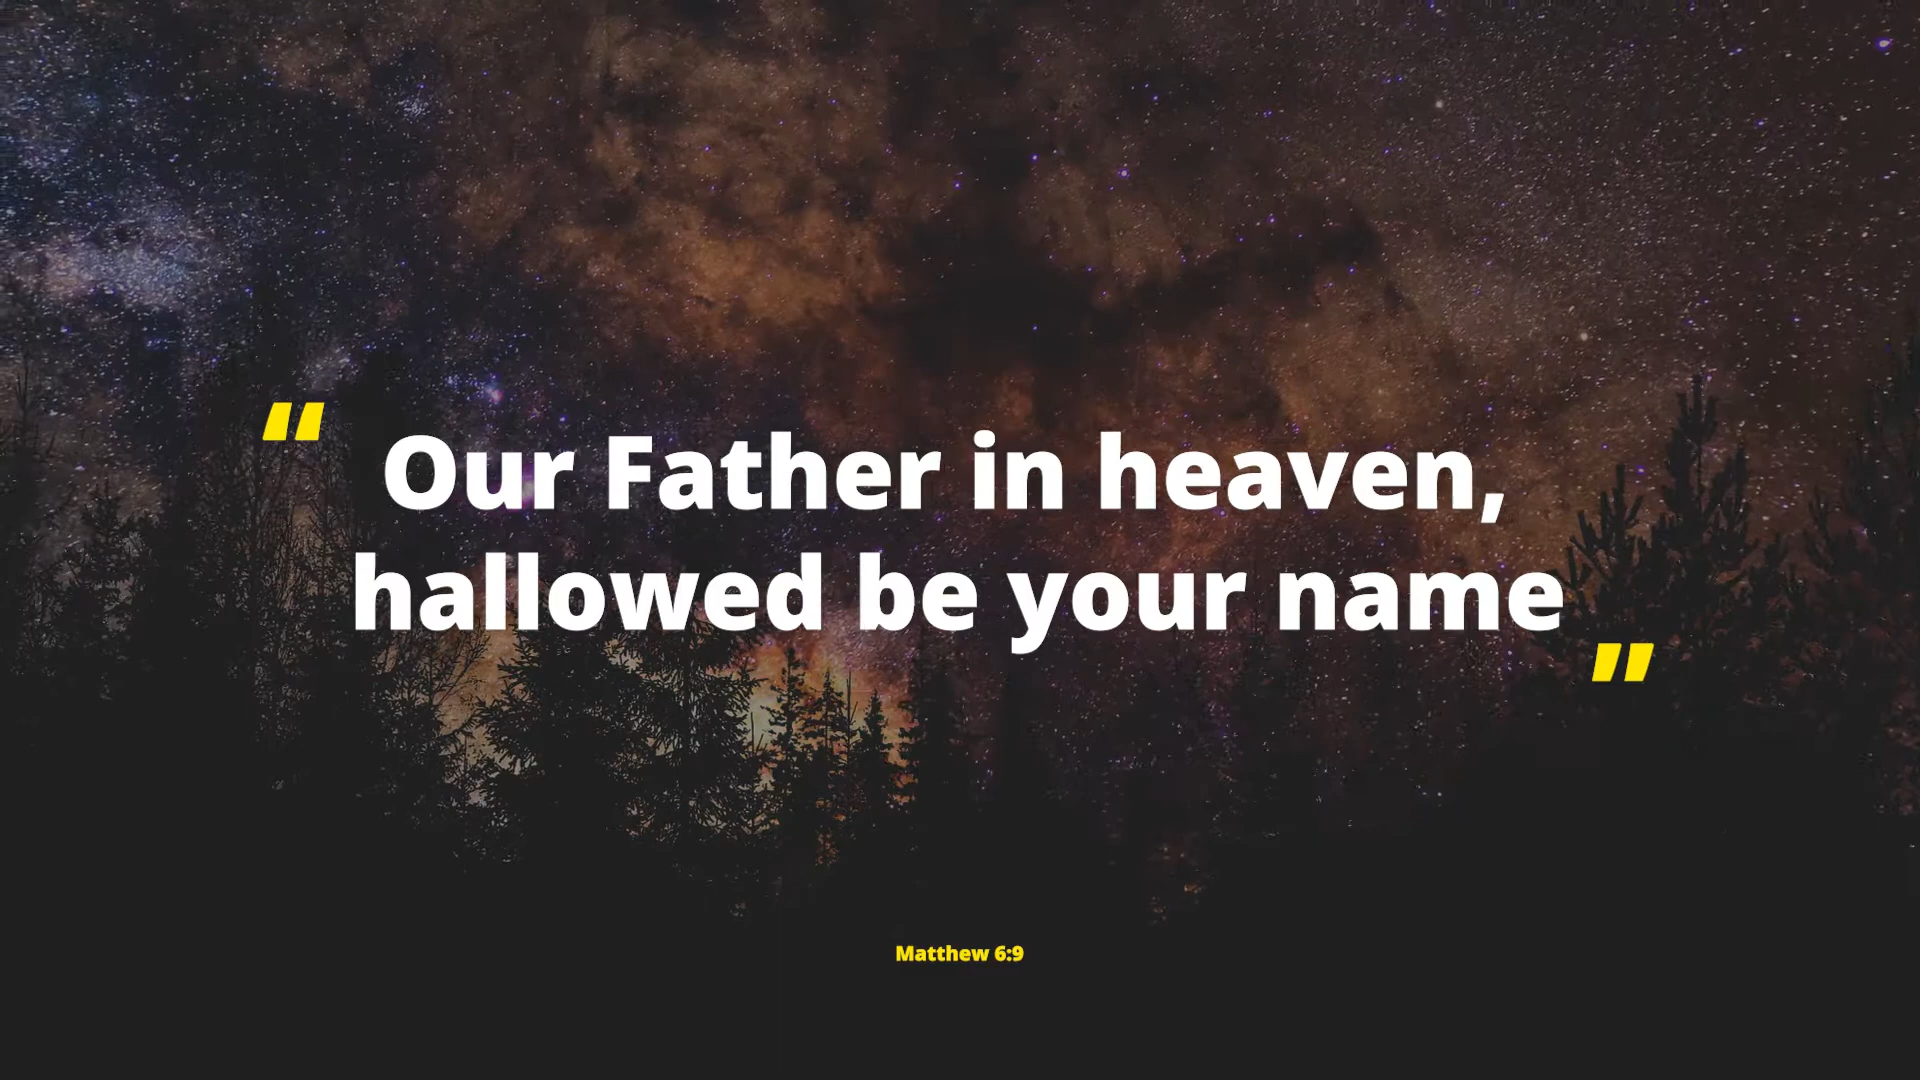 “ Our Father in heaven,
hallowed be your name ”
Matthew 6:9